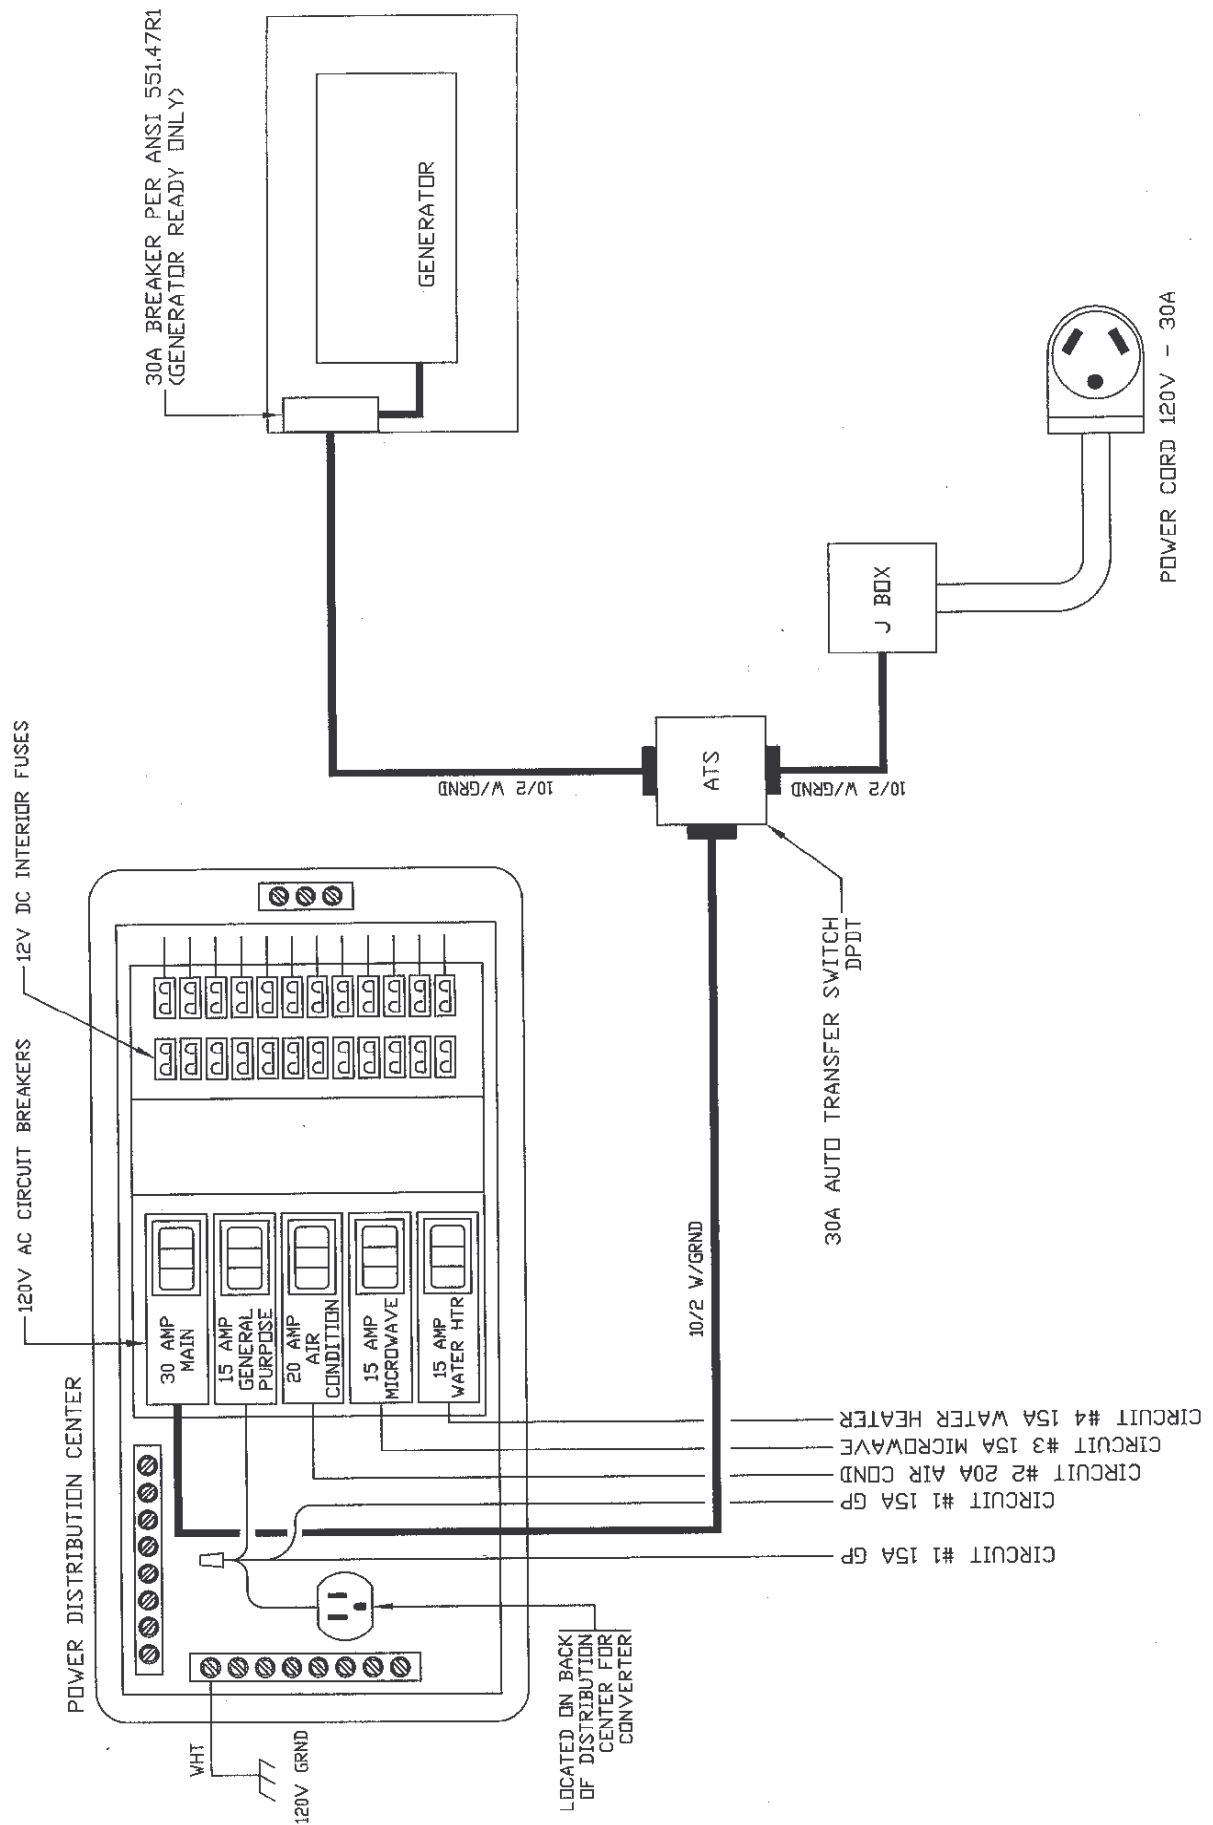 30A BREAKER PER ANSI 551.47R1
(GENERATOR READY ONLY)
GENERATOR
POWER CORD 120V - 30A
J BOX
10/2 W/GRND
10/2 W/GRND
ATS
30A AUTO TRANSFER SWITCH
DPDT
10/2 W/GRND
12V DC INTERIOR FUSES
120V AC CIRCUIT BREAKERS
POWER DISTRIBUTION CENTER
30 AMP
MAIN
15 AMP
GENERAL
PURPOSE
20 AMP
AIR
CONDITION
15 AMP
MICROWAVE
15 AMP
WATER HTR
CIRCUIT #4 15A WATER HEATER
CIRCUIT #3 15A MICROWAVE
CIRCUIT #2 20A AIR COND
CIRCUIT #1 15A GP
CIRCUIT #1 15A GP
LOCATED ON BACK
OF DISTRIBUTION
CENTER FOR
CONVERTER
WHT
120V GRND